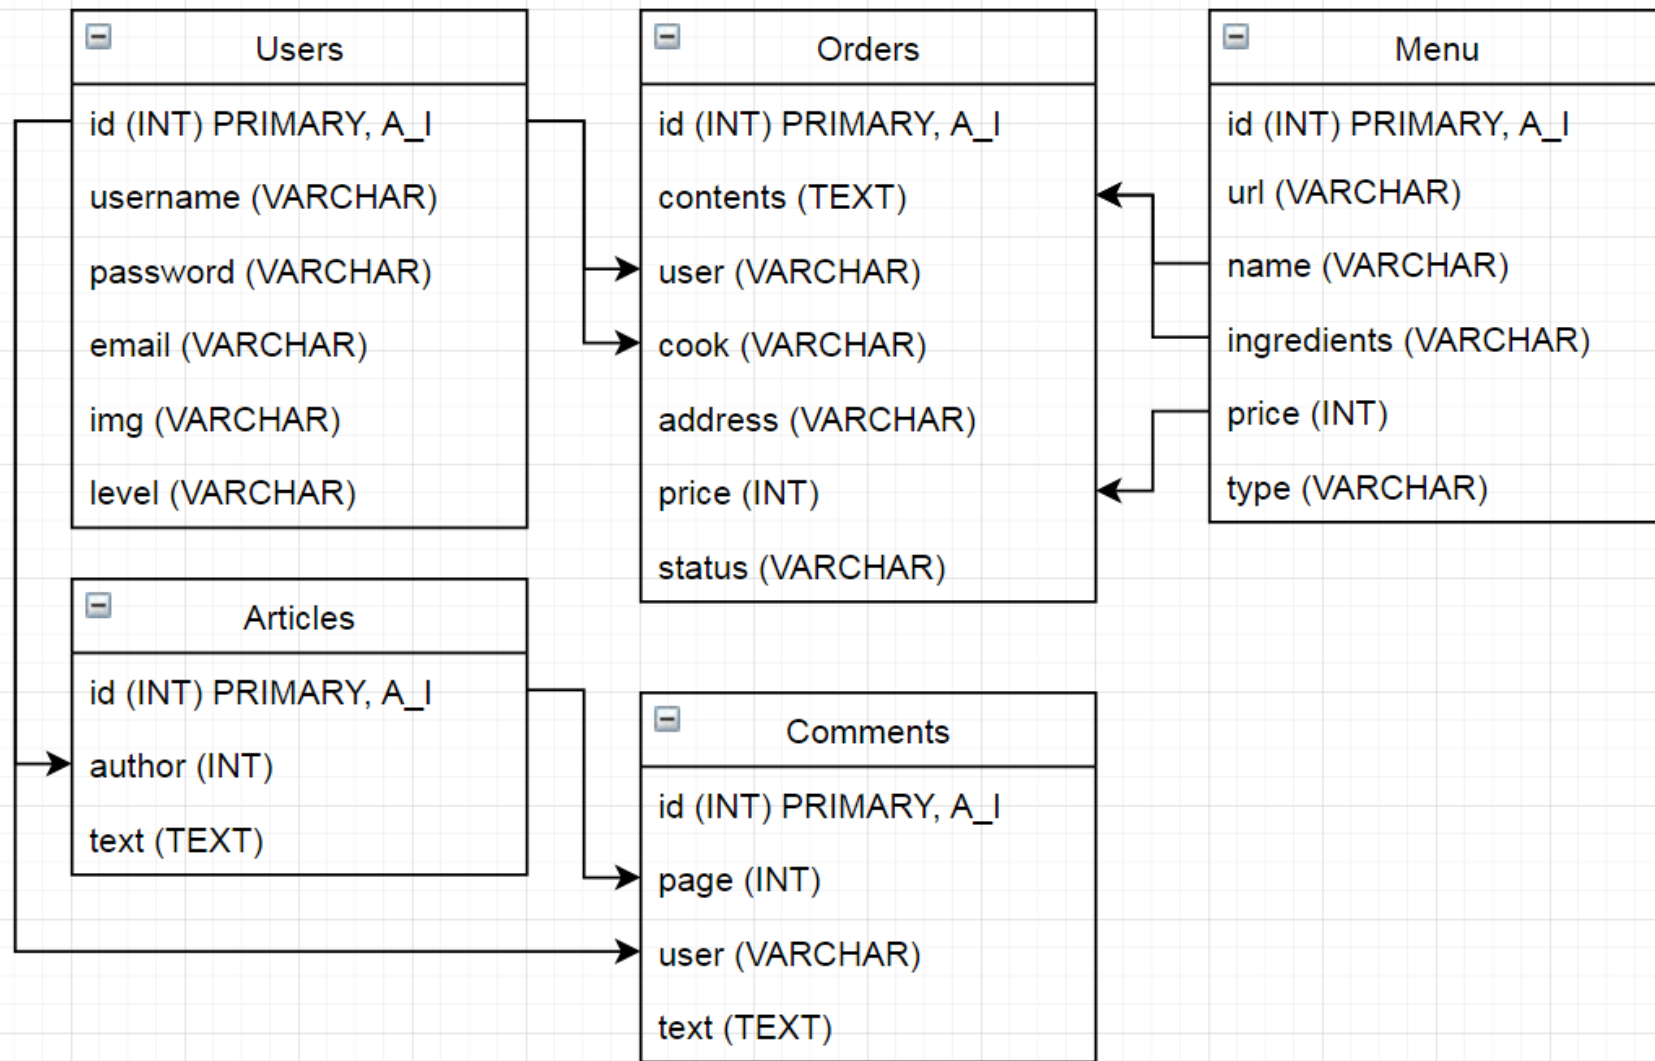 Users
id (INT) PRIMARY, A_I
username (VARCHAR)
password (VARCHAR)
email (VARCHAR)
img (VARCHAR)
level (VARCHAR)
Orders
id (INT) PRIMARY, A_I
contents (TEXT)
user (VARCHAR)
cook (VARCHAR)
address (VARCHAR)
price (INT)
status (VARCHAR)
Menu
id (INT) PRIMARY, A_I
url (VARCHAR)
name (VARCHAR)
ingredients (VARCHAR)
price (INT)
type (VARCHAR)
Articles
id (INT) PRIMARY, A_I
author (INT)
text (TEXT)
Comments
id (INT) PRIMARY, A_I
page (INT)
user (VARCHAR)
text (TEXT)